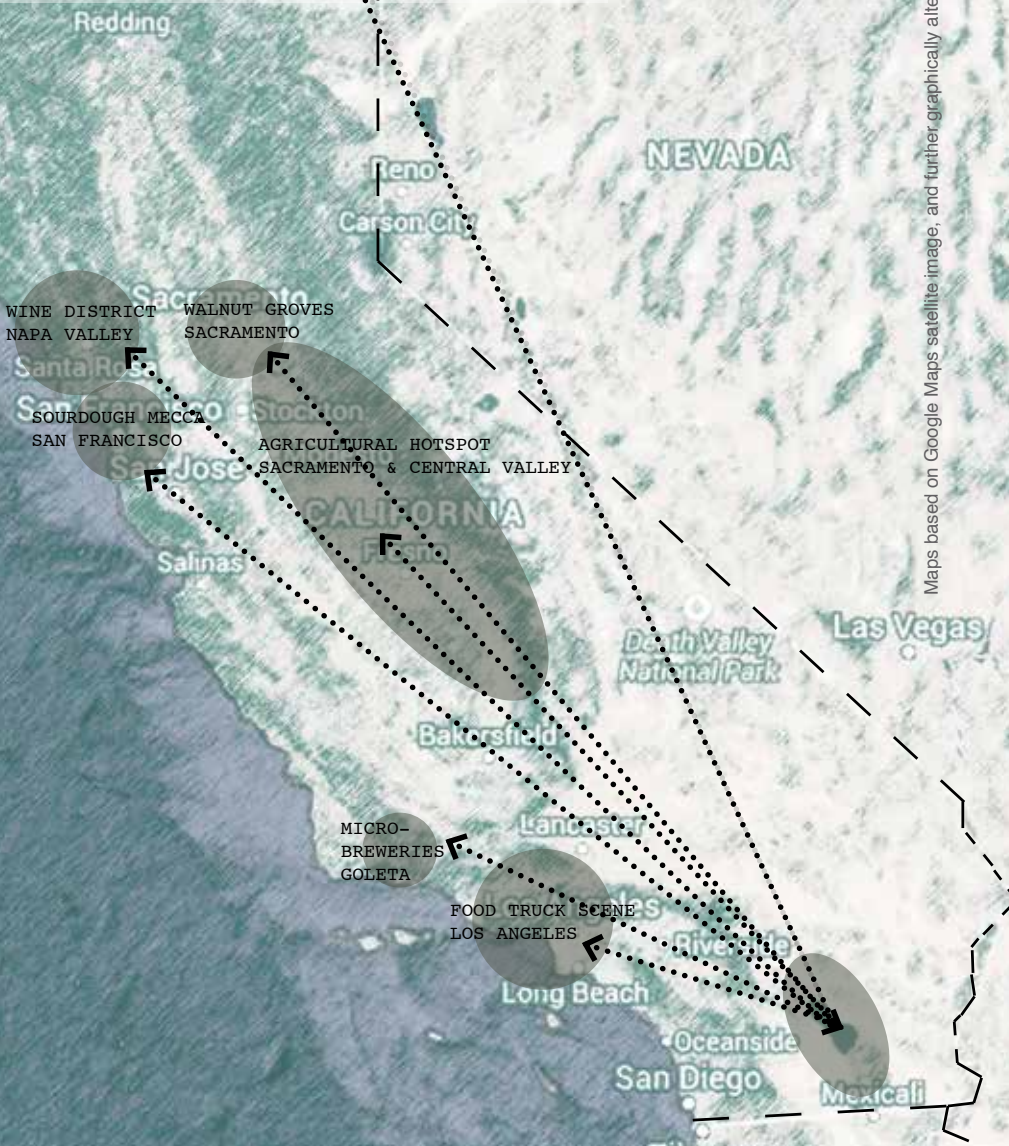 Redding
NEVADA
Reno
Carson City
Sacramento
WINE DISTRICT
NAPA VALLEY
WALNUT GROVES
SACRAMENTO
Santa Rosa
San Francisco
Stockton
SOURDOUGH MECCA
SAN FRANCISCO
AGRICULTURAL HOTSPOT
SACRAMENTO & CENTRAL VALLEY
San Jose
CALIFORNIA
Fresno
Salinas
Death Valley
National Park
Las Vegas
Bakersfield
Lancaster
MICRO-
BREWERIES
GOLETA
FOOD TRUCK SCENE
LOS ANGELES
Riverside
Long Beach
Oceanside
San Diego
Mexicali
Maps based on Google Maps satellite image, and further graphically alte